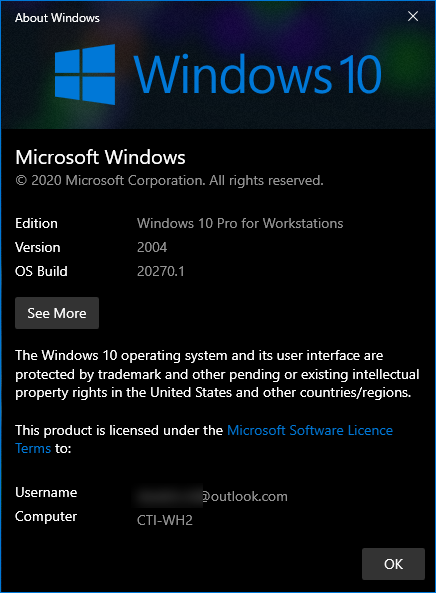 About Windows
Windows 10
Microsoft Windows
© 2020 Microsoft Corporation. All rights reserved.
Edition Windows 10 Pro for Workstations
Version 2004
OS Build 20270.1
See More
The Windows 10 operating system and its user interface are
protected by trademark and other pending or existing intellectual
property rights in the United States and other countries/regions.
This product is licensed under the Microsoft Software Licence
Terms to:
Username @outlook.com
Computer CTI-WH2
OK